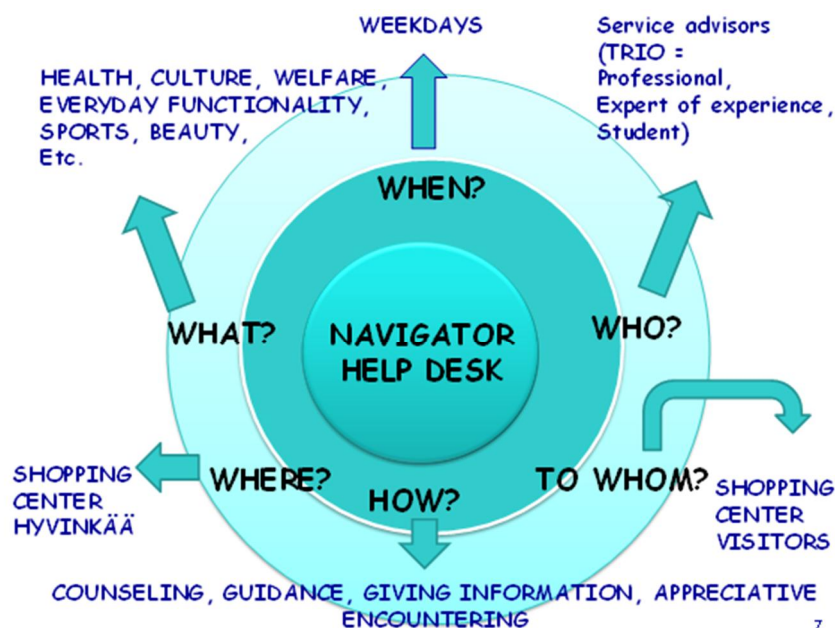 WEEKDAYS
Service advisors
(TRIO =
Professional,
Expert of experience,
Student)
HEALTH, CULTURE, WELFARE,
EVERYDAY FUNCTIONALITY,
SPORTS, BEAUTY,
Etc.
WHEN?
WHAT?
NAVIGATOR
HELP DESK
WHO?
WHERE?
HOW?
TO WHOM?
SHOPPING
CENTER
HYVINKÄÄ
SHOPPING
CENTER
VISITORS
COUNSELING, GUIDANCE, GIVING INFORMATION, APPRECIATIVE
ENCOUNTERING
7